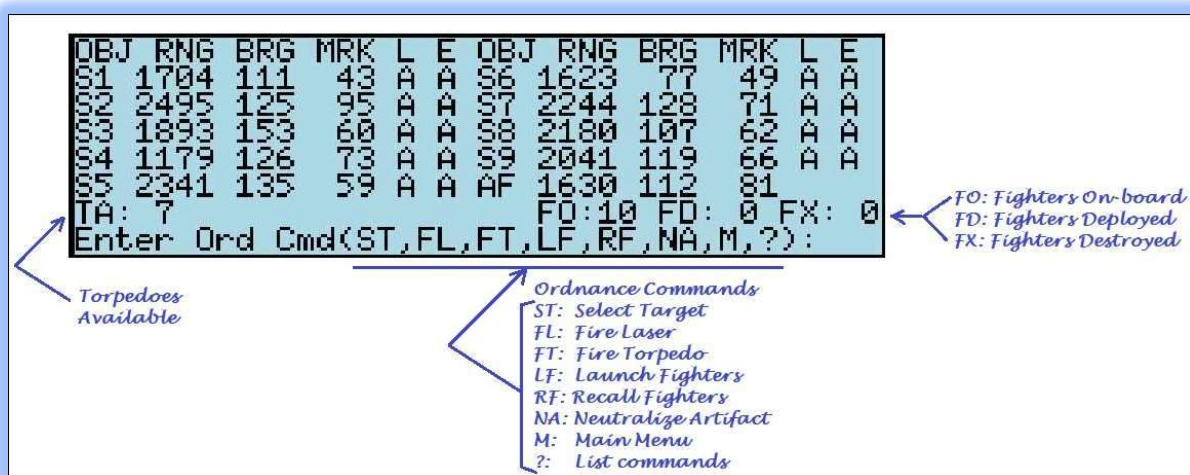 OBJ RNG BRG MRK L E OBJ RNG BRG MRK L E
S1 1704 111 43 A A S6 1623 77 49 A A
S2 2495 125 95 A A S7 2244 128 71 A A
S3 1893 153 60 A A S8 2180 107 62 A A
S4 1179 126 73 A A S9 2041 119 66 A A
S5 2341 135 59 A A AF 1630 112 81
TA: 7 FO:10 FD: 0 FX: 0
Enter Ord Cmd(ST,FL,FT,LF,RF,NA,M,?):
FO: Fighters On-board
FD: Fighters Deployed
FX: Fighters Destroyed
Torpedoes
Available
Ordnance Commands
ST: Select Target
FL: Fire Laser
FT: Fire Torpedo
LF: Launch Fighters
RF: Recall Fighters
NA: Neutralize Artifact
M: Main Menu
?: List commands